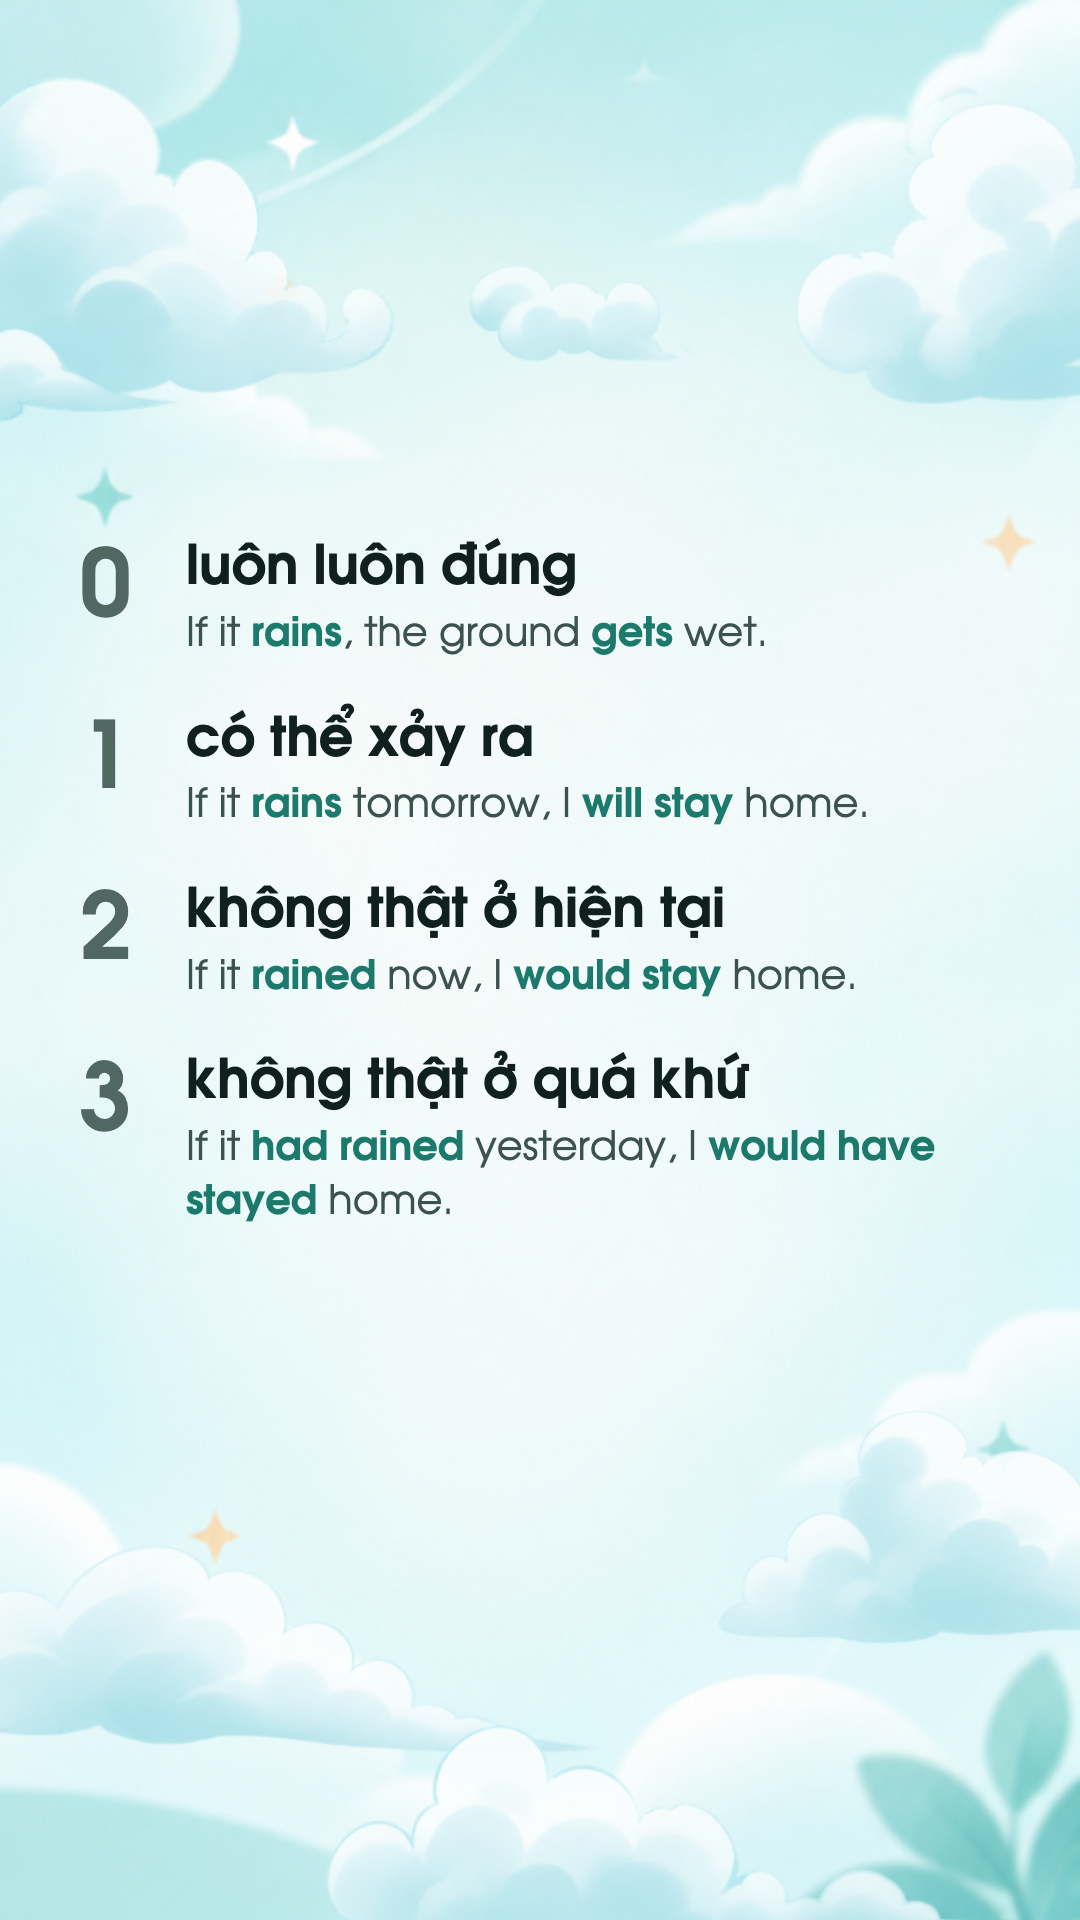 0
luôn luôn đúng
If it rains, the ground gets wet.
1
có thể xảy ra
If it rains tomorrow, I will stay home.
2
không thật ở hiện tại
If it rained now, I would stay home.
3
không thật ở quá khứ
If it had rained yesterday, I would have
stayed home.